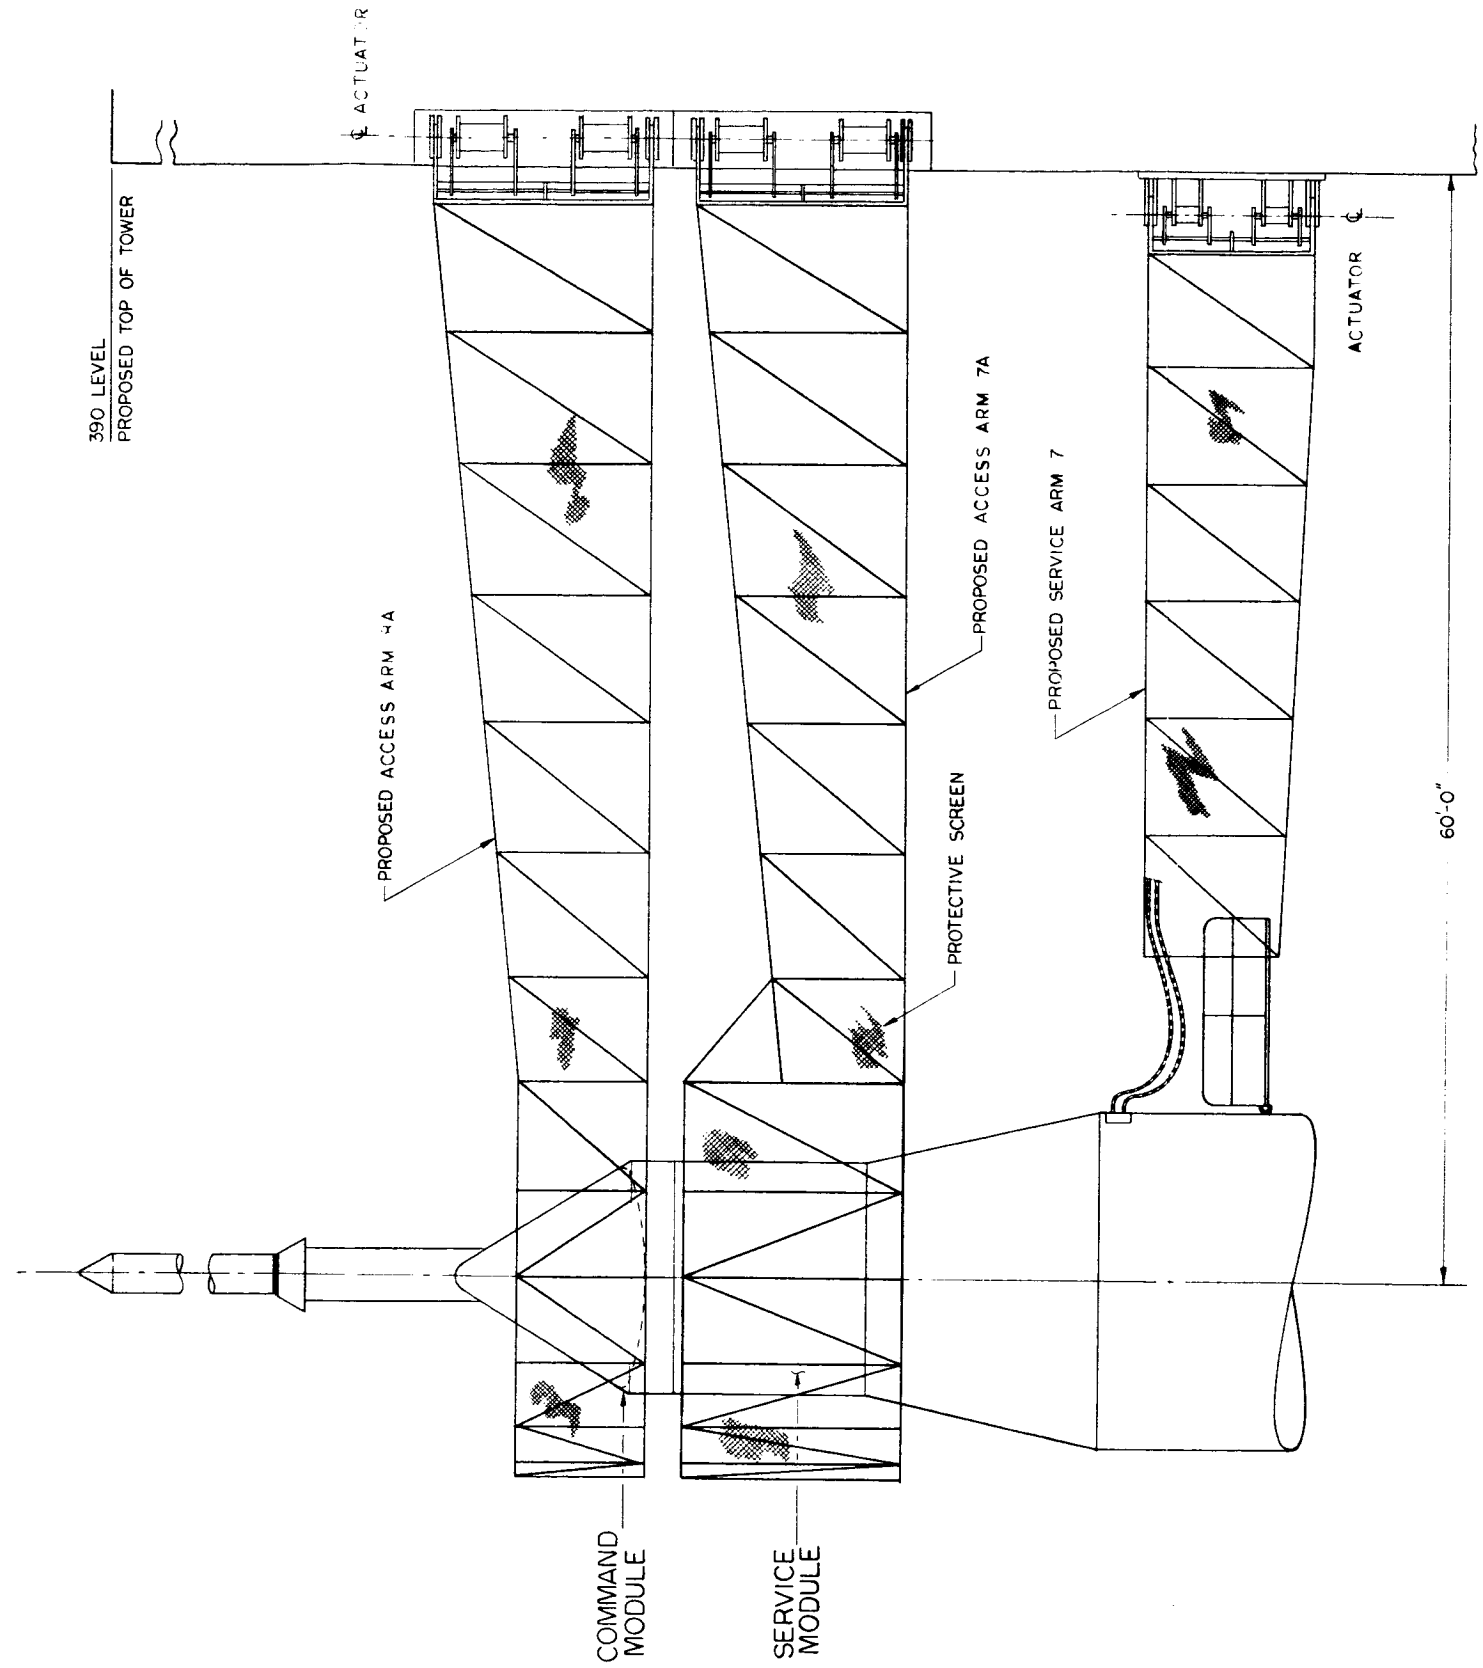 390 LEVEL
PROPOSED TOP OF TOWER
℄ ACTUATOR
PROPOSED ACCESS ARM
PROPOSED ACCESS ARM 7A
PROPOSED SERVICE ARM 7
PROTECTIVE SCREEN
ACTUATOR ℄
60'-0"
COMMAND
MODULE
SERVICE
MODULE